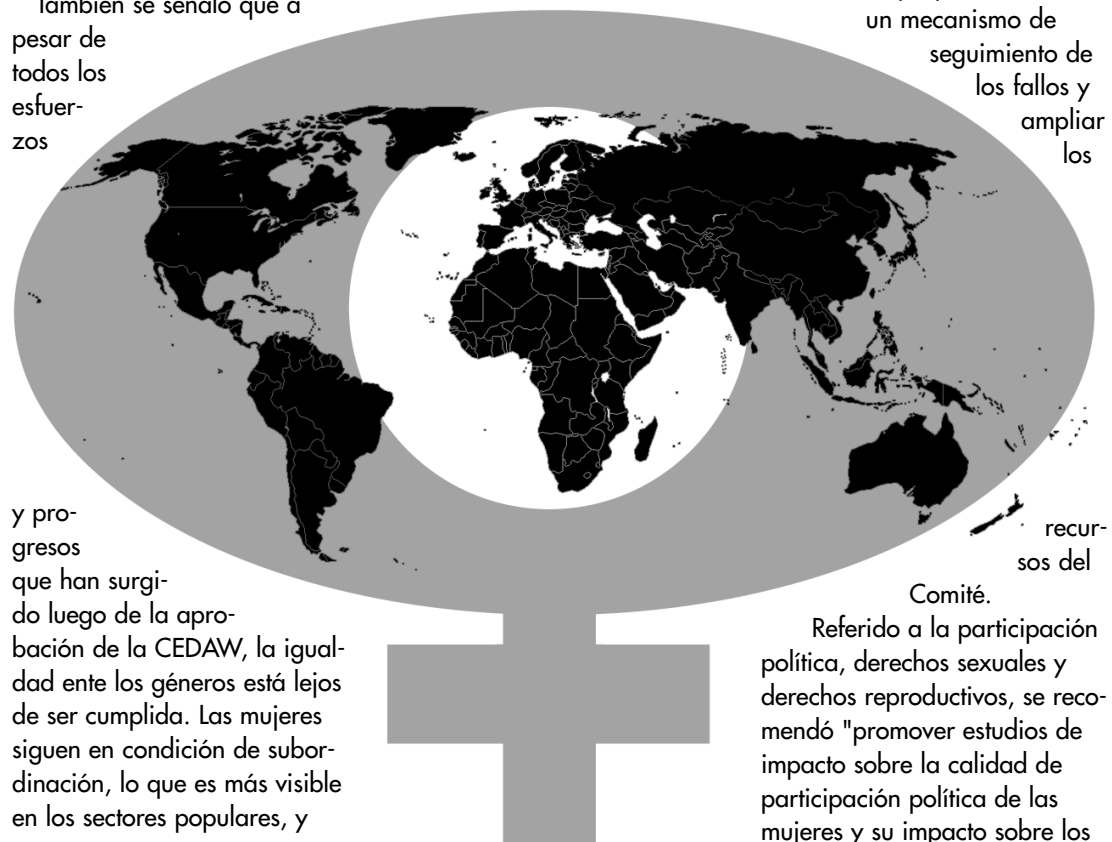 También se señaló que a
pesar de
todos los
esfuer-
zos
y pro-
gresos
que han surgi-
do luego de la apro-
bación de la CEDAW, la igual-
dad ente los géneros está lejos
de ser cumplida. Las mujeres
siguen en condición de subor-
dinación, lo que es más visible
en los sectores populares, y
un mecanismo de
seguimiento de
los fallos y
ampliar
los
recur-
sos del
Comité.
Referido a la participación
política, derechos sexuales y
derechos reproductivos, se reco-
mendó "promover estudios de
impacto sobre la calidad de
participación política de las
mujeres y su impacto sobre los